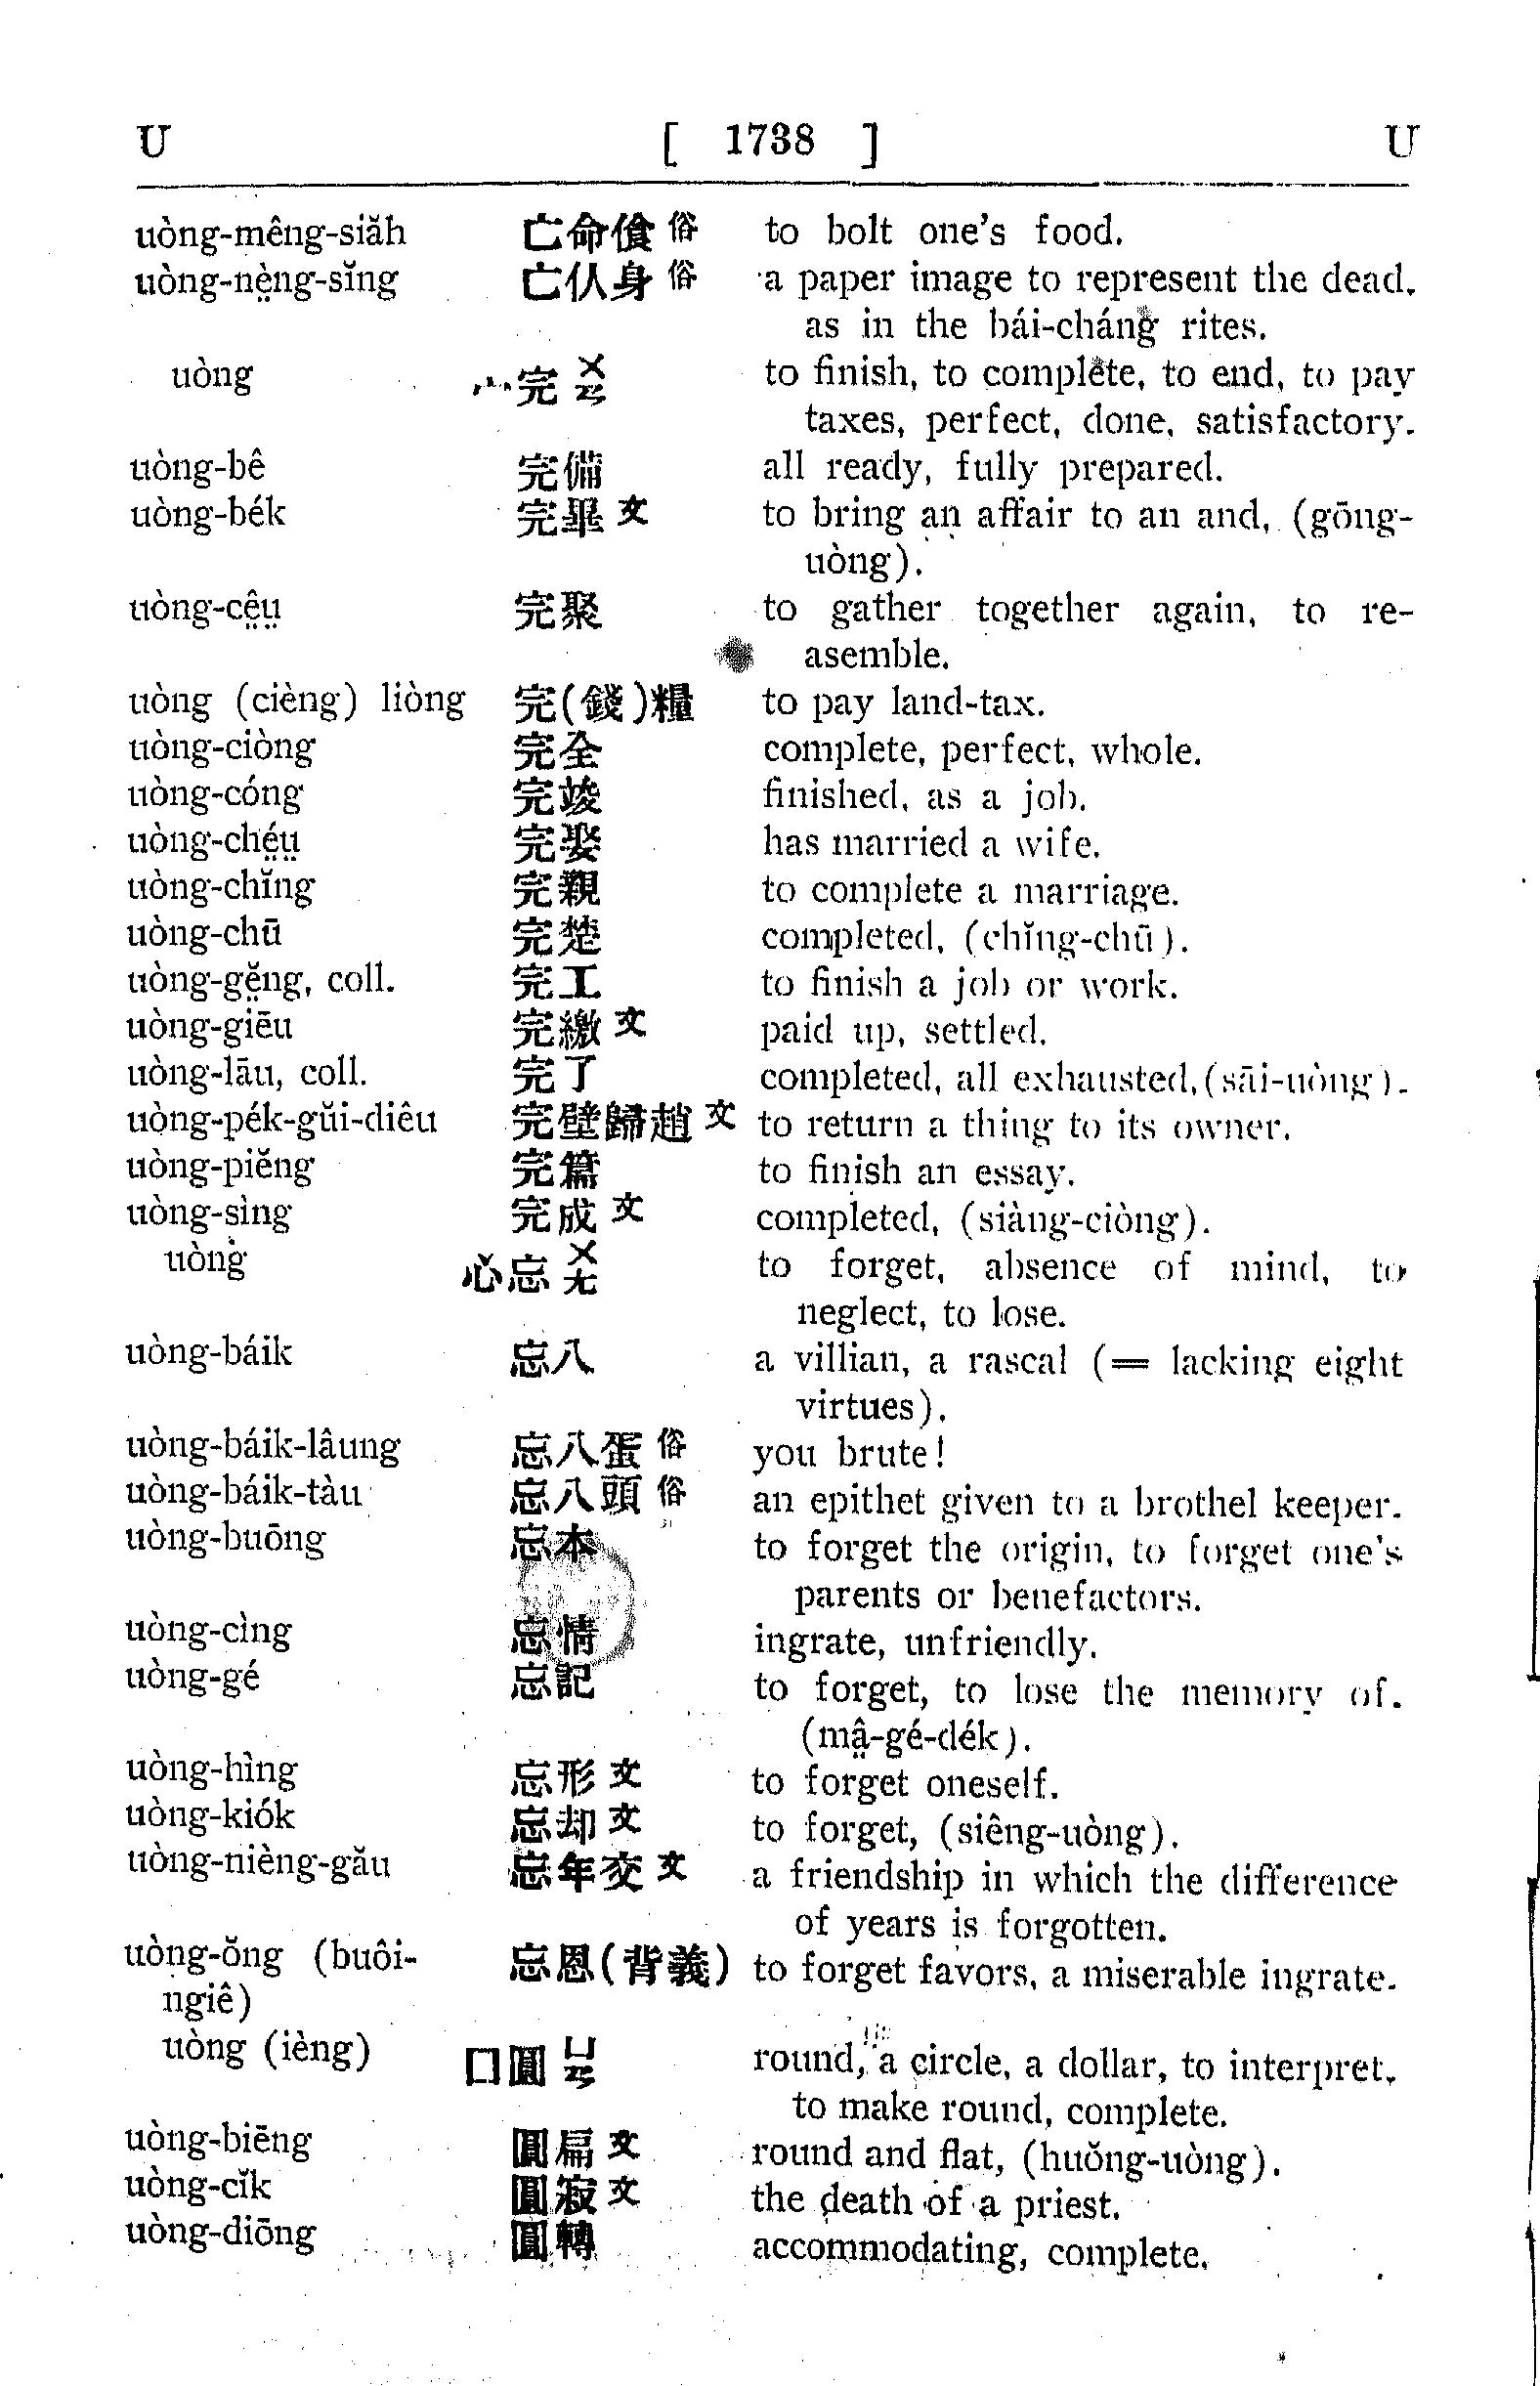 U [ 1738 ] U
uòng-mêng-siăh 亡命飡俗 to bolt one's food.
uòng-nè̤ng-sĭng 亡仈身俗 a paper image to represent the dead,
as in the bái-cháng rites.
uòng 宀完ㄨㄢ to finish, to complete, to end, to pay
taxes, perfect, done, satisfactory.
uòng-bê 完備 all ready, fully prepared.
uòng-bék 完畢文 to bring an affair to an and, (gōng-
uòng).
uòng-cê̤ṳ 完聚 to gather together again, to re-
asemble.
uòng (cièng) liòng 完(錢)糧 to pay land-tax.
uòng-ciòng 完全 complete, perfect, whole.
uòng-cóng 完竣 finished, as a job.
uòng-ché̤ṳ 完娶 has married a wife.
uòng-chĭng 完親 to complete a marriage.
uòng-chū 完楚 completed, (chĭng-chū).
uòng-gĕ̤ng, coll. 完工 to finish a job or work.
uòng-giēu 完繳文 paid up, settled.
uòng-lāu, coll. 完了 completed, all exhausted, (sāi-uòng).
uòng-pék-gŭi-diêu 完壁歸趙文 to return a thing to its owner.
uòng-piĕng 完篇 to finish an essay.
uòng-sìng 完成文 completed, (siàng-ciòng).
uòng 心忘ㄨㄤ to forget, absence of mind, to
neglect, to lose.
uòng-báik 忘八 a villian, a rascal (= lacking eight
virtues).
uòng-báik-lâung 忘八蛋俗 you brute!
uòng-báik-tàu 忘八頭俗 an epithet given to a brothel keeper.
uòng-buōng 忘本 to forget the origin, to forget one's
parents or benefactors.
uòng-cìng 忘情 ingrate, unfriendly.
uòng-gé 忘記 to forget, to lose the memory of.
(mâ̤-gé-dék).
uòng-hìng 忘形文 to forget oneself.
uòng-kiók 忘却文 to forget, (siêng-uòng).
uòng-nièng-gău 忘年交文 a friendship in which the difference
of years is forgotten.
uòng-ŏng (buôi- 忘恩(背義) to forget favors, a miserable ingrate.
ngiê)
uòng (ièng) 囗圓ㄩㄢ round, a circle, a dollar, to interpret,
to make round, complete.
uòng-biēng 圓扁文 round and flat, (huŏng-uòng).
uòng-cĭk 圓寂文 the death of a priest.
uòng-diōng 圓轉 accommodating, complete.